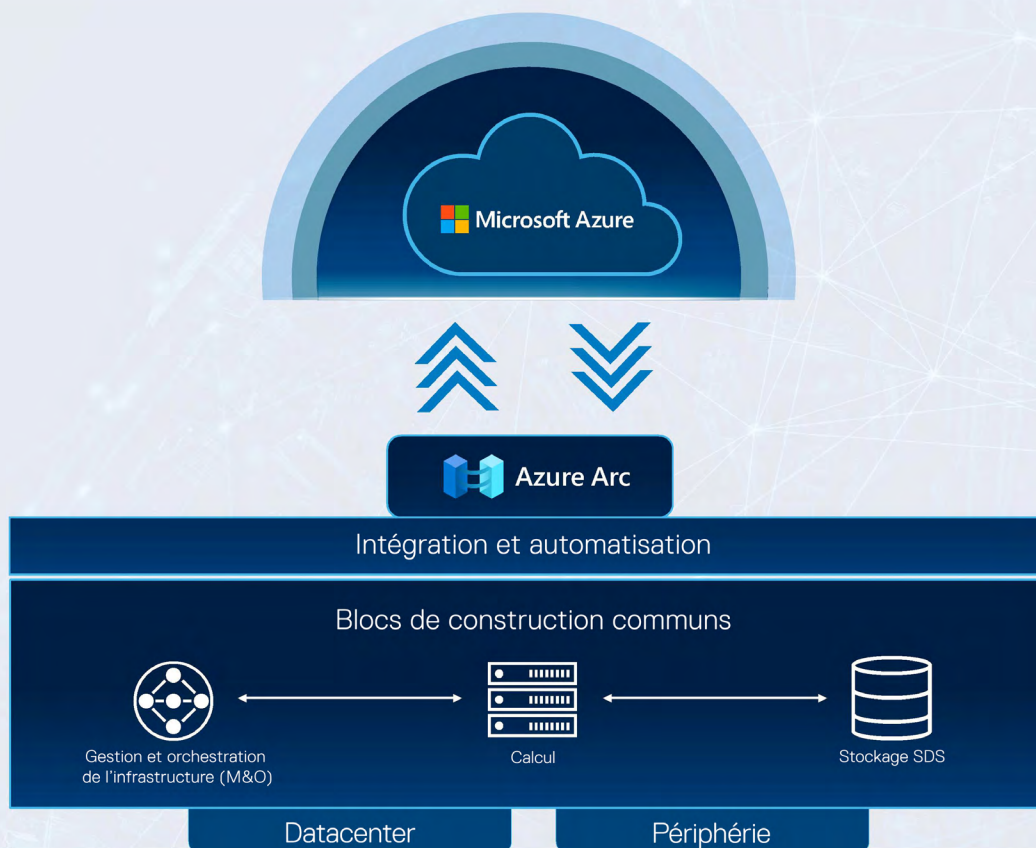 Microsoft Azure
Azure Arc
Intégration et automatisation
Blocs de construction communs
Gestion et orchestration
de l'infrastructure (M&O)
Calcul
Stockage SDS
Datacenter
Périphérie